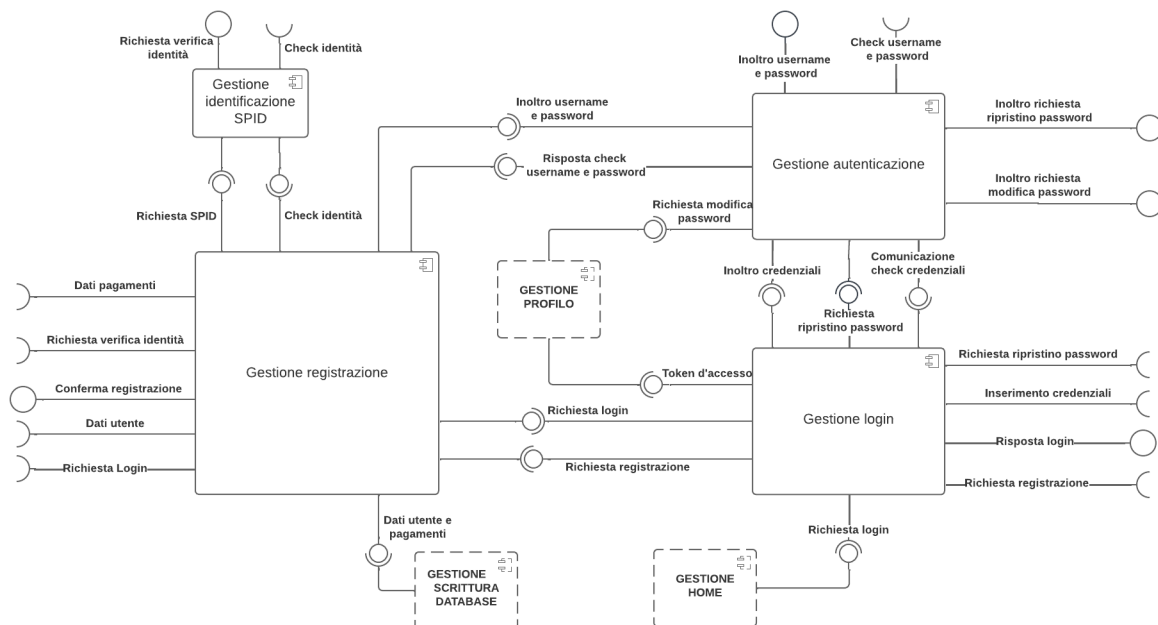 Richiesta verifica
identità
Check identità
Gestione
identificazione
SPID
Richiesta SPID
Check identità
Inoltro username
e password
Check username
e password
Inoltro username
e password
Risposta check
username e password
Gestione autenticazione
Inoltro richiesta
ripristino password
Inoltro richiesta
modifica password
Richiesta modifica
password
GESTIONE
PROFILO
Inoltro credenziali
Richiesta
ripristino password
Comunicazione
check credenziali
Dati pagamenti
Richiesta verifica identità
Conferma registrazione
Dati utente
Richiesta Login
Gestione registrazione
Token d'accesso
Richiesta login
Richiesta registrazione
Gestione login
Richiesta ripristino password
Inserimento credenziali
Risposta login
Richiesta registrazione
Dati utente e
pagamenti
GESTIONE
SCRITTURA
DATABASE
Richiesta login
GESTIONE
HOME